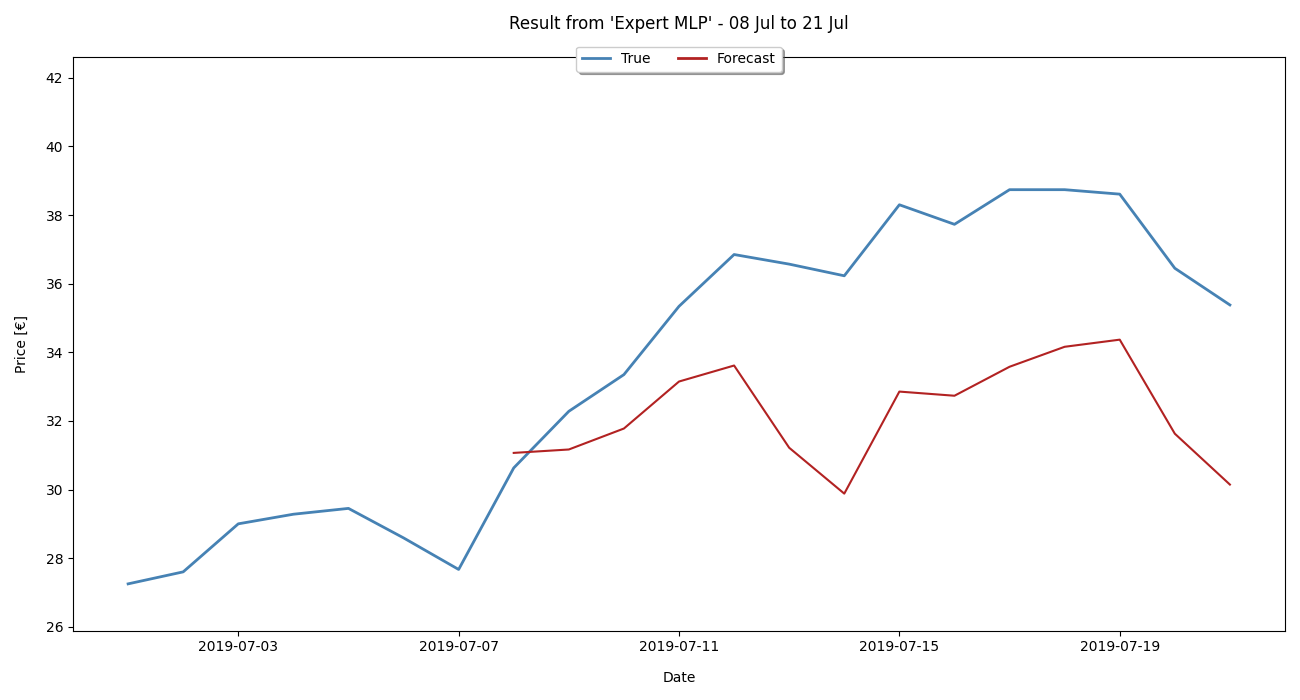 Result from 'Expert MLP' - 08 Jul to 21 Jul
True Forecast
42
40
38
36
34
32
30
28
26
Price [€]
2019-07-03 2019-07-07 2019-07-11 2019-07-15 2019-07-19
Date